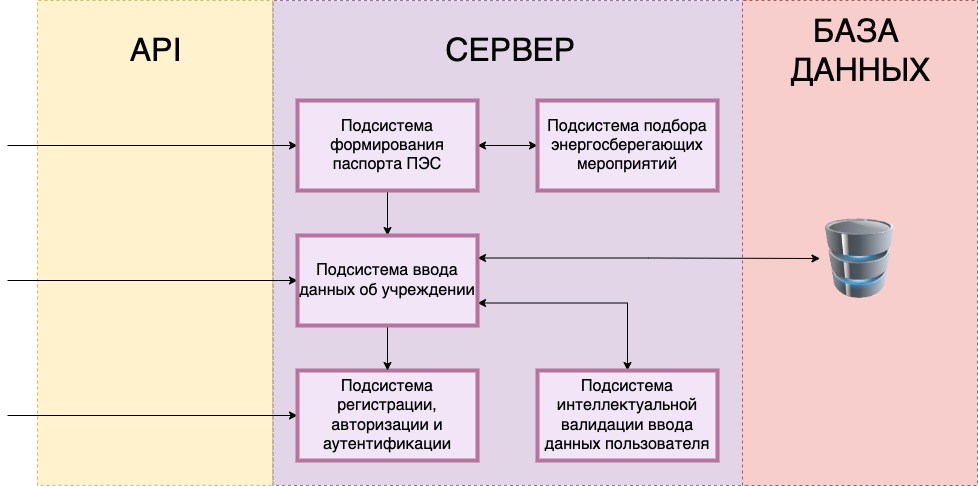 API
СЕРВЕР
БАЗА
ДАННЫХ
Подсистема
формирования
паспорта ПЭС
Подсистема подбора
энергосберегающих
мероприятий
Подсистема ввода
данных об учреждении
Подсистема
регистрации,
авторизации и
аутентификации
Подсистема
интеллектуальной
валидации ввода
данных пользователя